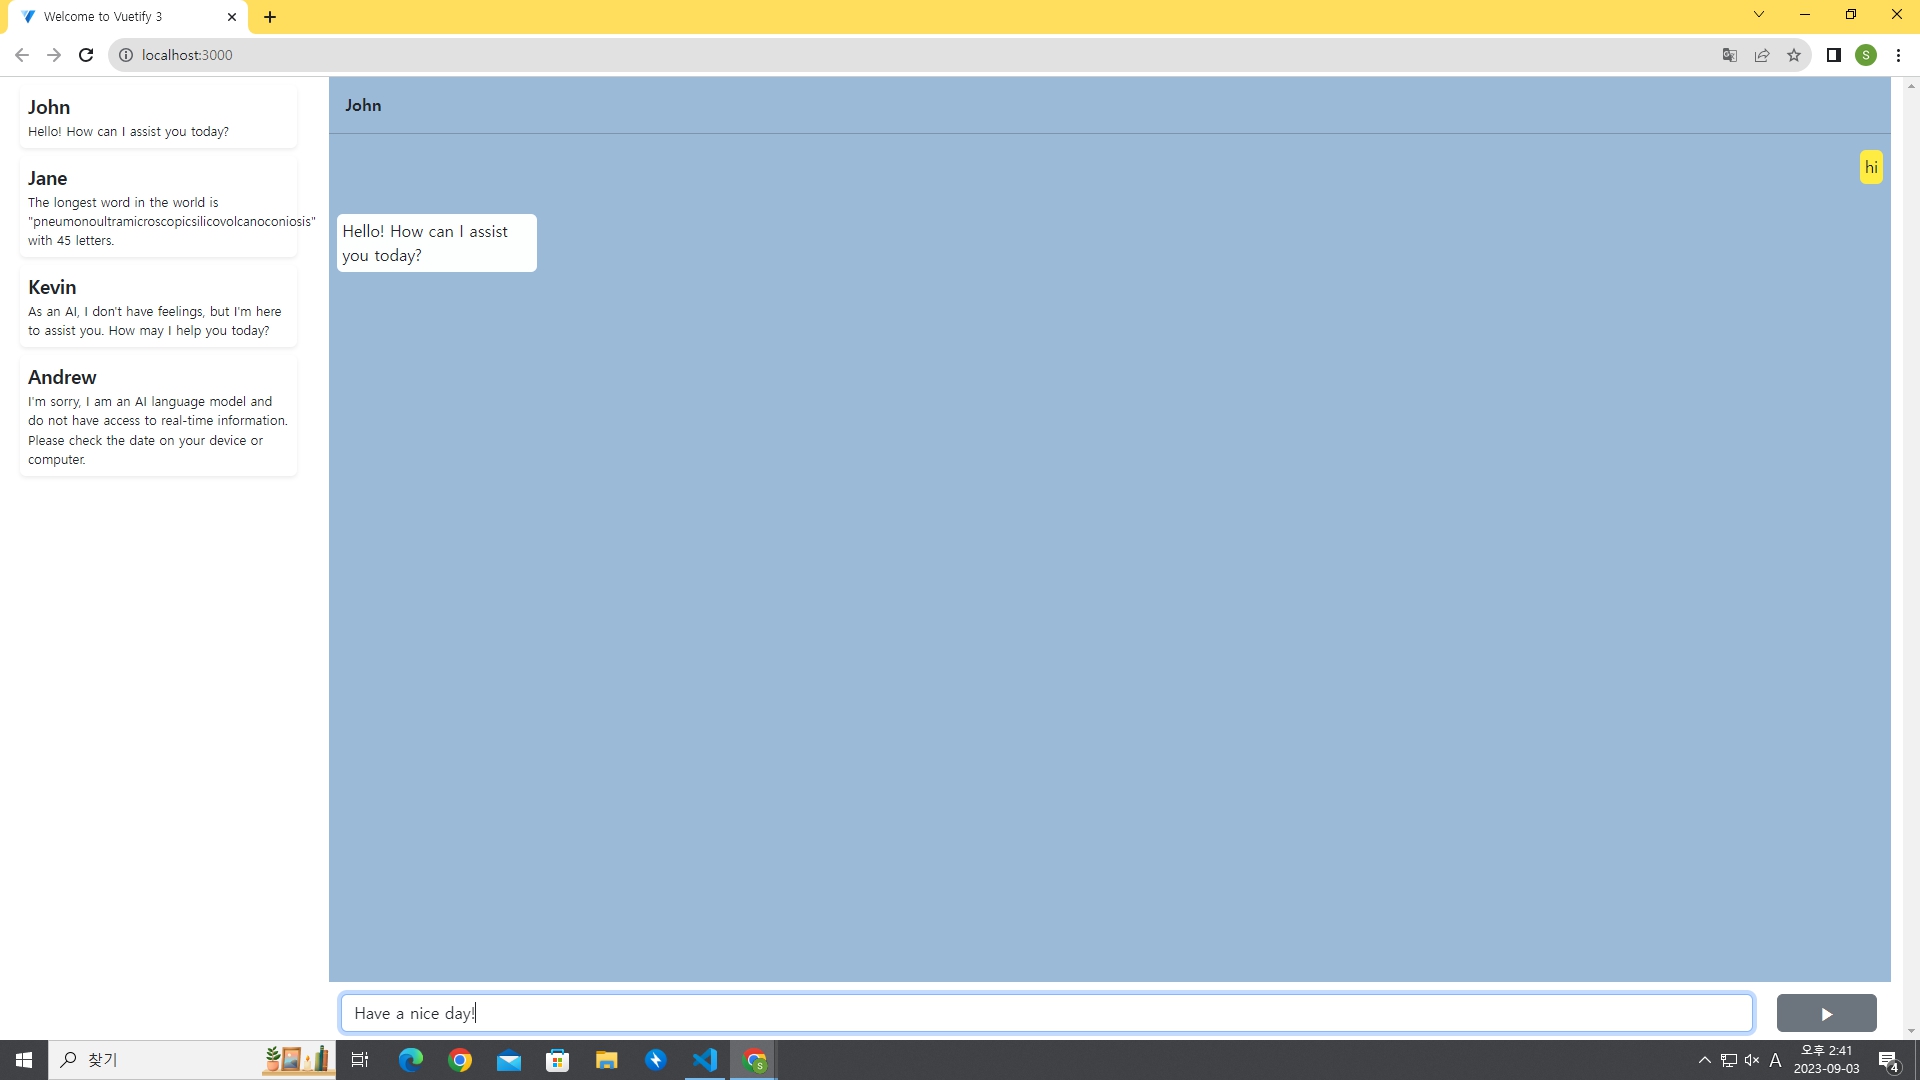 Welcome to Vuetify 3
localhost:3000
S
John
Hello! How can I assist you today?
Jane
The longest word in the world is
"pneumonoultramicroscopicsilicovolcanoconiosis"
with 45 letters.
Kevin
As an AI, I don't have feelings, but I'm here
to assist you. How may I help you today?
Andrew
I'm sorry, I am an AI language model and
do not have access to real-time information.
Please check the date on your device or
computer.
John
hi
Hello! How can I assist
you today?
Have a nice day!
찾기
S
A
오후 2:41
2023-09-03
4